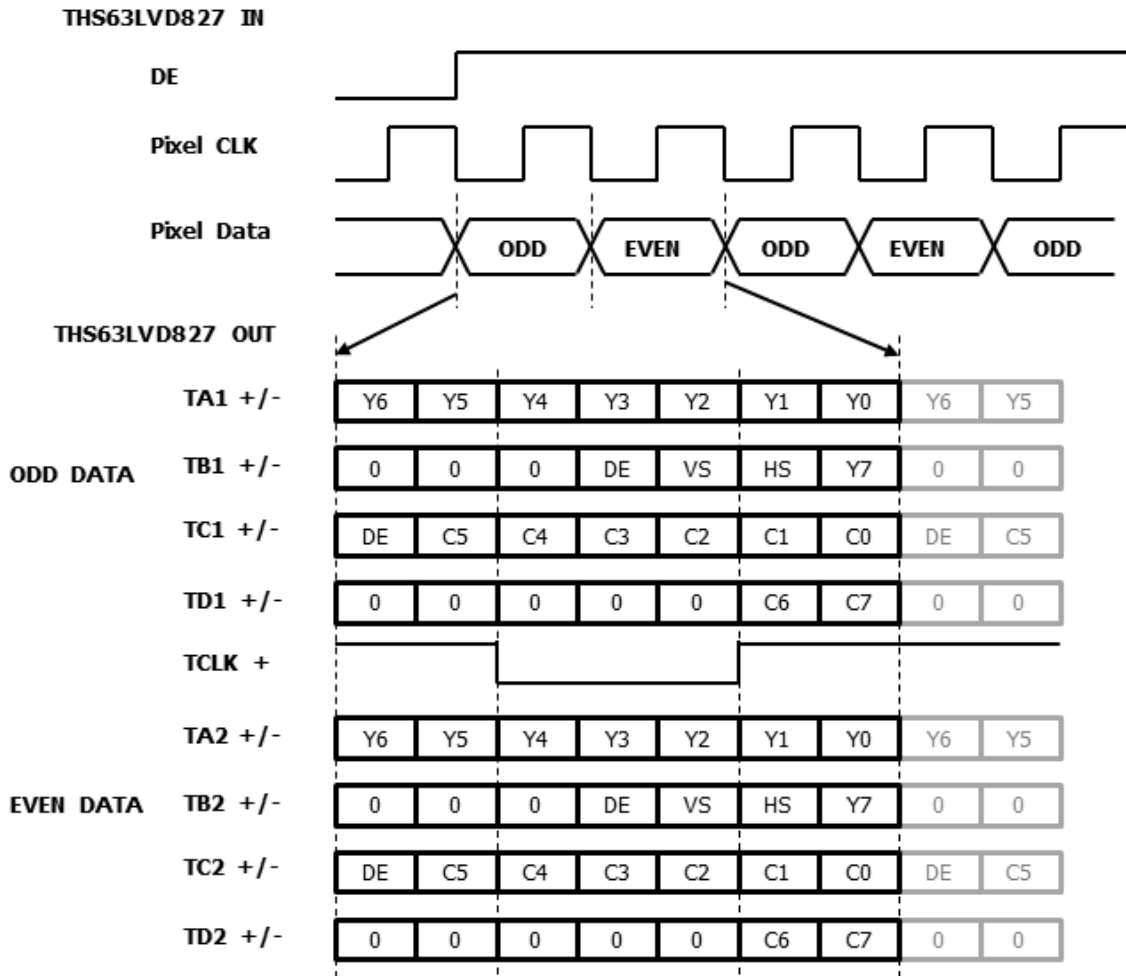 THS63LVD827 IN
DE
Pixel CLK
Pixel Data ODD EVEN ODD EVEN ODD
THS63LVD827 OUT
TA1 +/- Y6 Y5 Y4 Y3 Y2 Y1 Y0 Y6 Y5
ODD DATA TB1 +/- 0 0 0 DE VS HS Y7 0 0
TC1 +/- DE C5 C4 C3 C2 C1 C0 DE C5
TD1 +/- 0 0 0 0 0 C6 C7 0 0
TCLK +
TA2 +/- Y6 Y5 Y4 Y3 Y2 Y1 Y0 Y6 Y5
EVEN DATA TB2 +/- 0 0 0 DE VS HS Y7 0 0
TC2 +/- DE C5 C4 C3 C2 C1 C0 DE C5
TD2 +/- 0 0 0 0 0 C6 C7 0 0